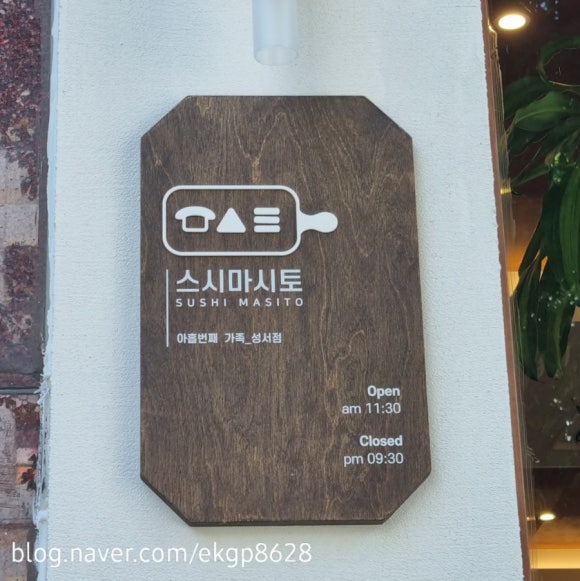 스시마시토
SUSHI MASITO
아홉번째 가족_성서점
Open
am 11:30
Closed
pm 09:30
blog.naver.com/ekgp8628